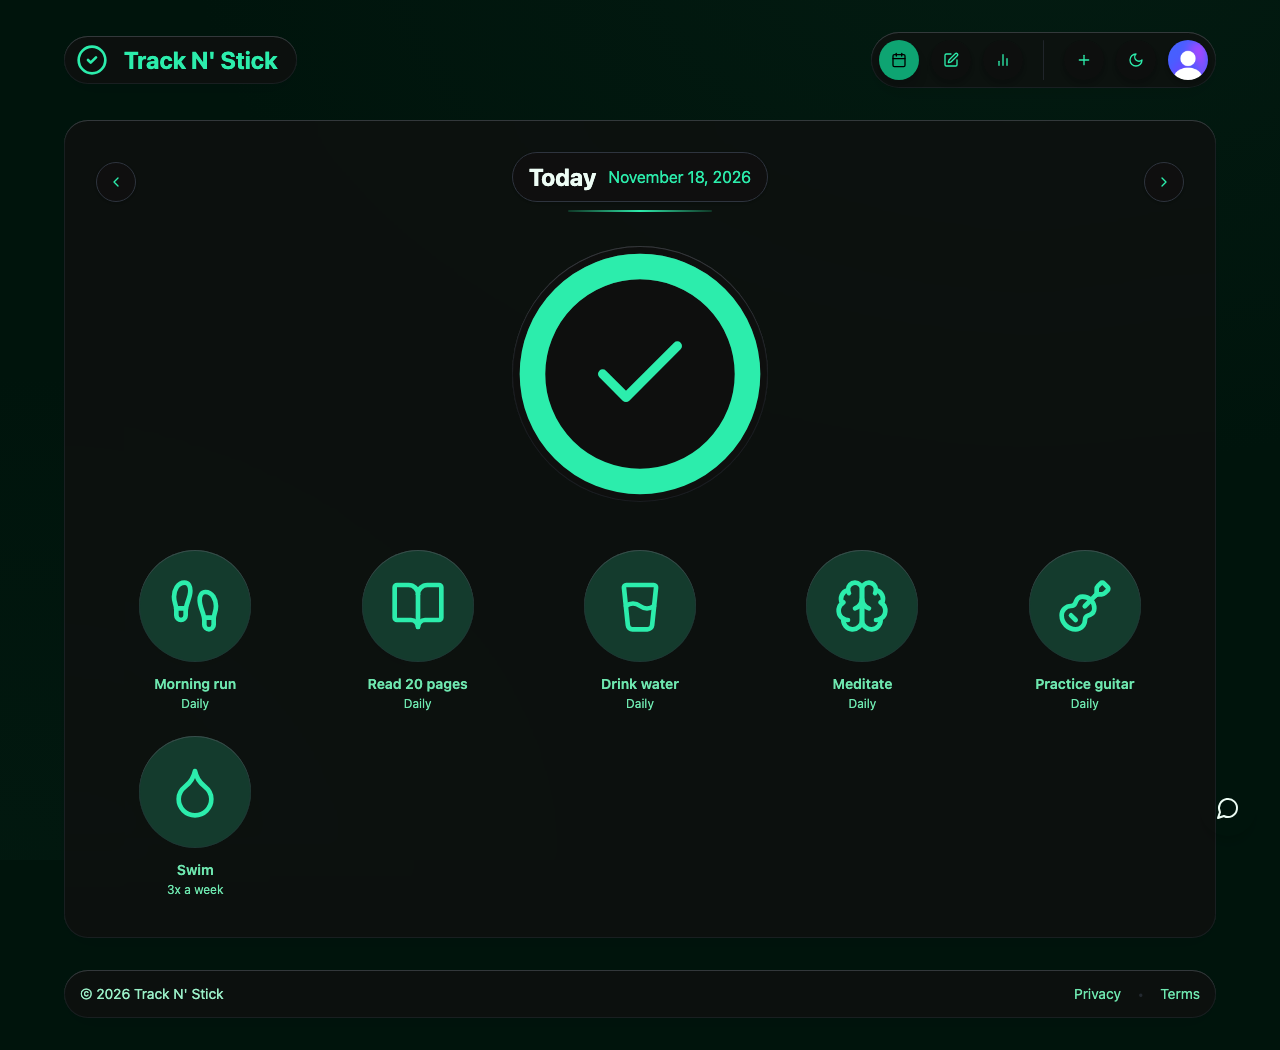 Track N' Stick
Today November 18, 2026
Morning run
Daily
Read 20 pages
Daily
Drink water
Daily
Meditate
Daily
Practice guitar
Daily
Swim
3x a week
© 2026 Track N' Stick
Privacy • Terms